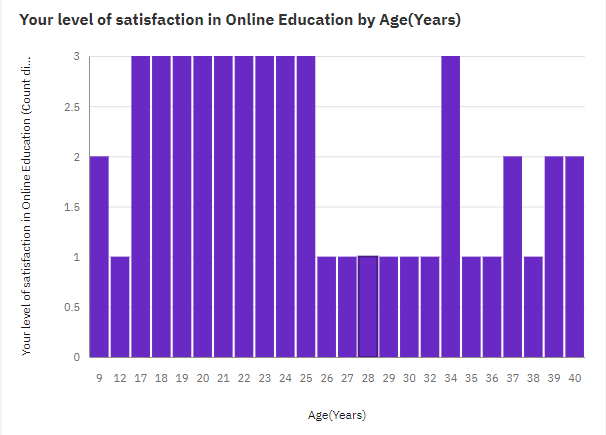 Your level of satisfaction in Online Education by Age(Years)
Your level of satisfaction in Online Education (Count di...
3
2.5
2
1.5
1
0.5
0
9 12 17 18 19 20 21 22 23 24 25 26 27 28 29 30 32 34 35 36 37 38 39 40
Age(Years)